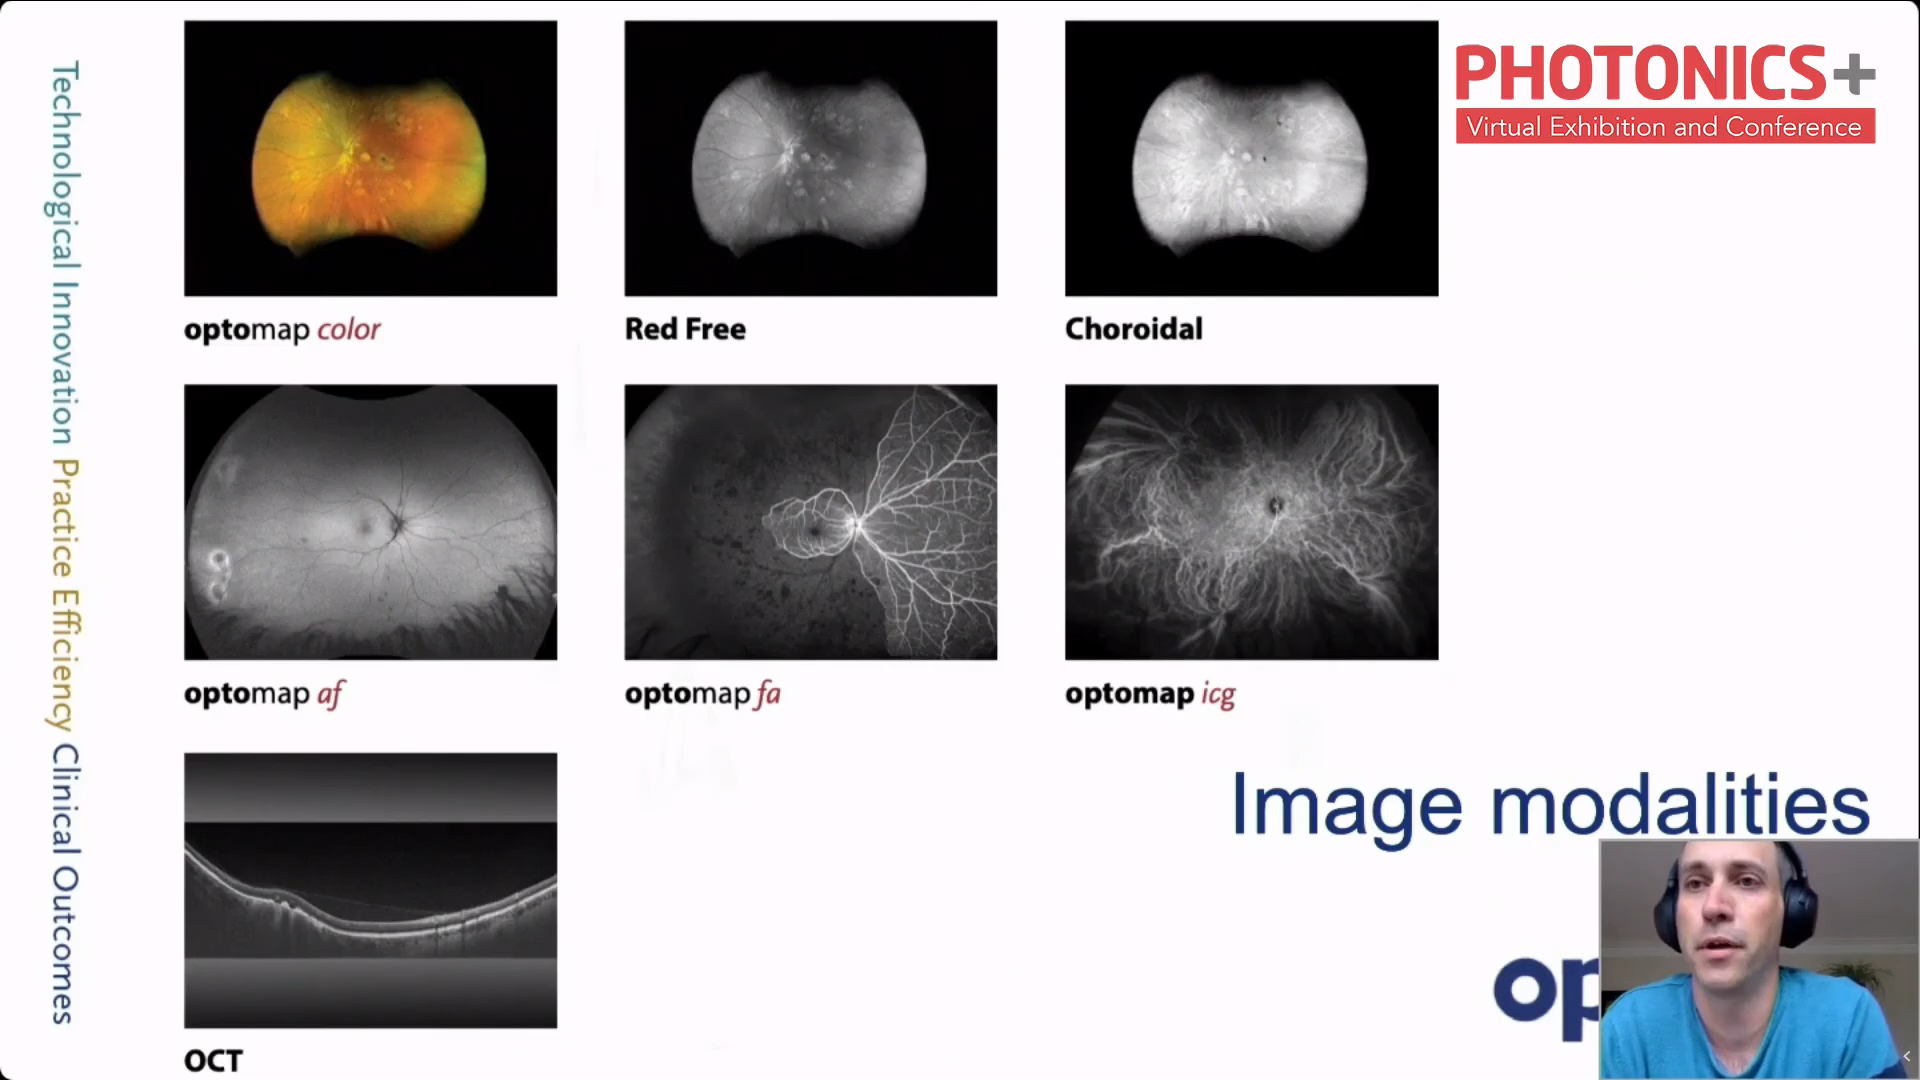 Technological Innovation Practice Efficiency Clinical Outcomes
PHOTONICS+
Virtual Exhibition and Conference
optomap color
Red Free
Choroidal
optomap af
optomap fa
optomap icg
Image modalities
OCT